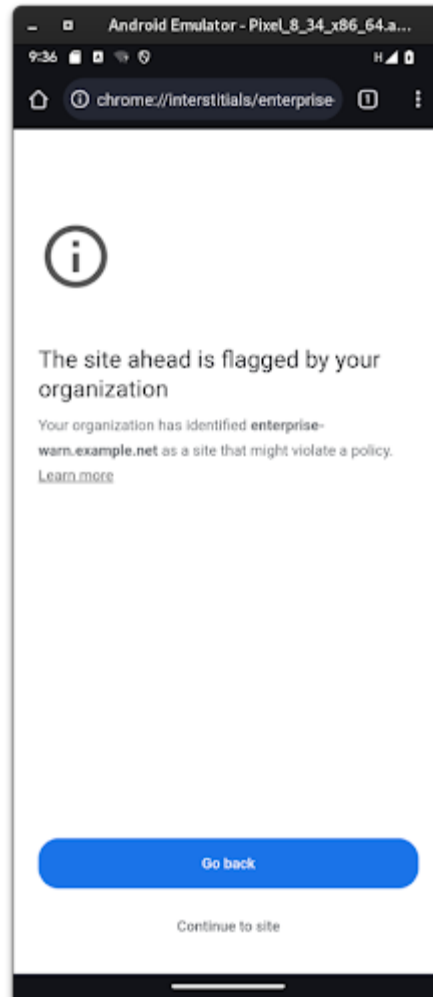 Android Emulator - Pixel_8_34_x86_64.a...
9:36
H
chrome://interstitials/enterprise-
1
The site ahead is flagged by your
organization
Your organization has identified enterprise-
warn.example.net as a site that might violate a policy.
Learn more
Go back
Continue to site